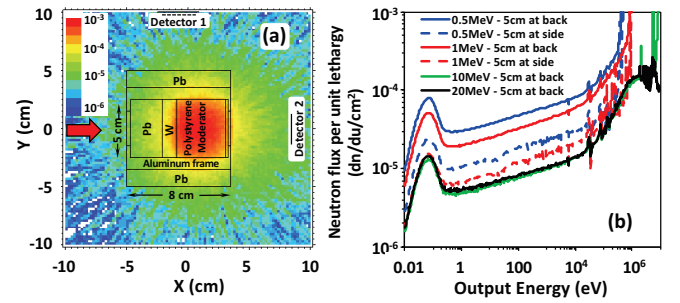 10⁻³
10⁻⁴
10⁻⁵
10⁻⁶
Detector 1
(a)
Pb
Pb
W
Polystyrene
Moderator
Aluminum frame
Pb
5 cm
8 cm
Detector 2
10
5
0
-5
-10
Y (cm)
-10
-5
0
5
10
X (cm)
0.5MeV - 5cm at back
0.5MeV - 5cm at side
1MeV - 5cm at back
1MeV - 5cm at side
10MeV - 5cm at back
20MeV - 5cm at back
(b)
Neutron flux per unit lethargy
(dn/du/cm²)
10⁻³
10⁻⁴
10⁻⁵
10⁻⁶
0.01
1
100
10⁴
10⁶
Output Energy (eV)